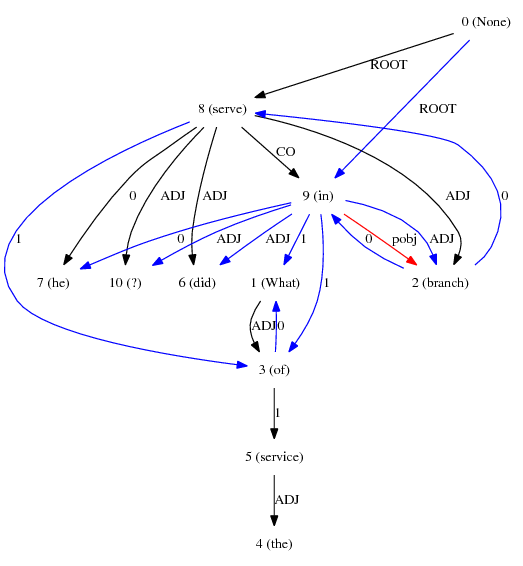 0 (None)
ROOT
8 (serve)
ROOT
CO
9 (in)
1
0
ADJ
ADJ
ADJ
0
0
ADJ
ADJ
1
0
pobj
ADJ
7 (he)
10 (?)
6 (did)
1 (What)
1
2 (branch)
ADJ
0
3 (of)
1
5 (service)
ADJ
4 (the)